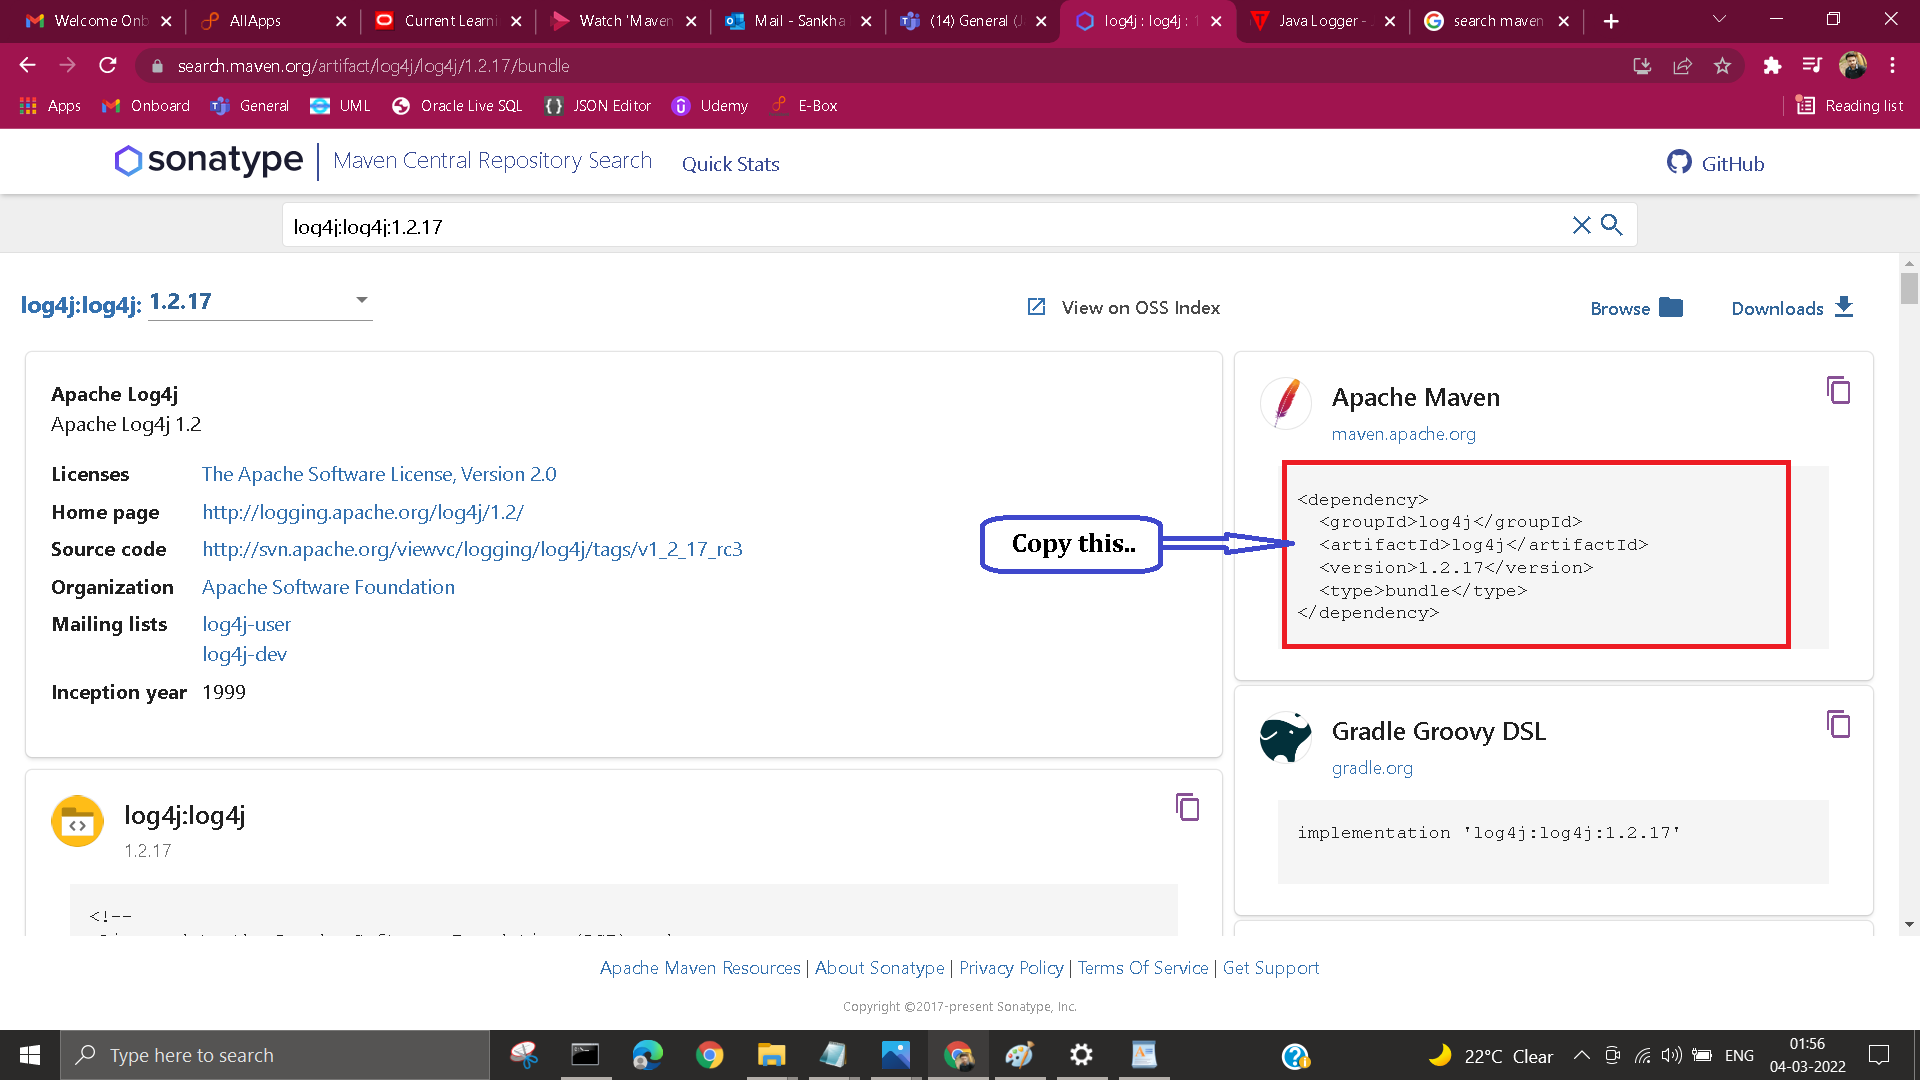 Welcome Onb
AllApps
Current Learni
Watch 'Maven
Mail - Sankha
(14) General (J
log4j : log4j : 1
Java Logger -
search maven
search.maven.org/artifact/log4j/log4j/1.2.17/bundle
Apps
Onboard
General
UML
Oracle Live SQL
JSON Editor
Udemy
E-Box
Reading list
sonatype
Maven Central Repository Search
Quick Stats
GitHub
log4j:log4j:1.2.17
log4j:log4j: 1.2.17
View on OSS Index
Browse
Downloads
Apache Log4j
Apache Log4j 1.2
Licenses The Apache Software License, Version 2.0
Home page http://logging.apache.org/log4j/1.2/
Source code http://svn.apache.org/viewvc/logging/log4j/tags/v1_2_17_rc3
Organization Apache Software Foundation
Mailing lists log4j-user
log4j-dev
Inception year 1999
Copy this..
Apache Maven
maven.apache.org
<dependency>
<groupId>log4j</groupId>
<artifactId>log4j</artifactId>
<version>1.2.17</version>
<type>bundle</type>
</dependency>
Gradle Groovy DSL
gradle.org
implementation 'log4j:log4j:1.2.17'
log4j:log4j
1.2.17
<!--
Apache Maven Resources | About Sonatype | Privacy Policy | Terms Of Service | Get Support
Copyright ©2017-present Sonatype, Inc.
Type here to search
22°C Clear
ENG
01:56
04-03-2022